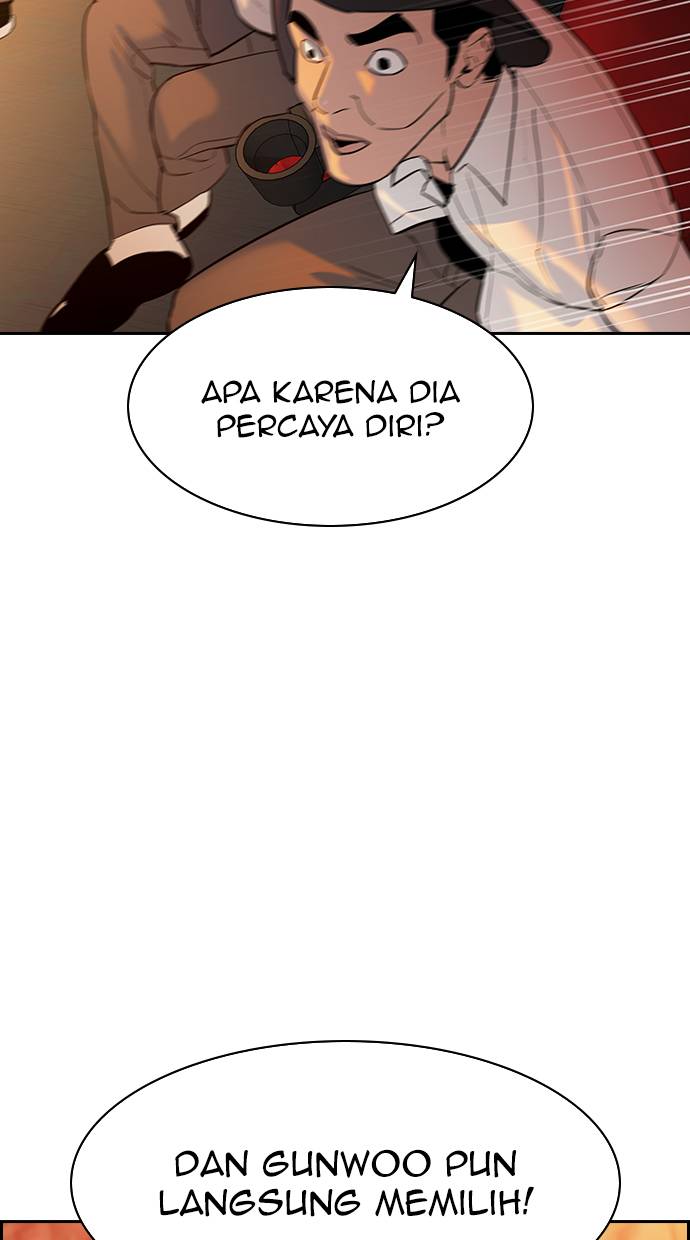 APA KARENA DIA
PERCAYA DIRI?
DAN GUNWOO PUN
LANGSUNG MEMILIH!